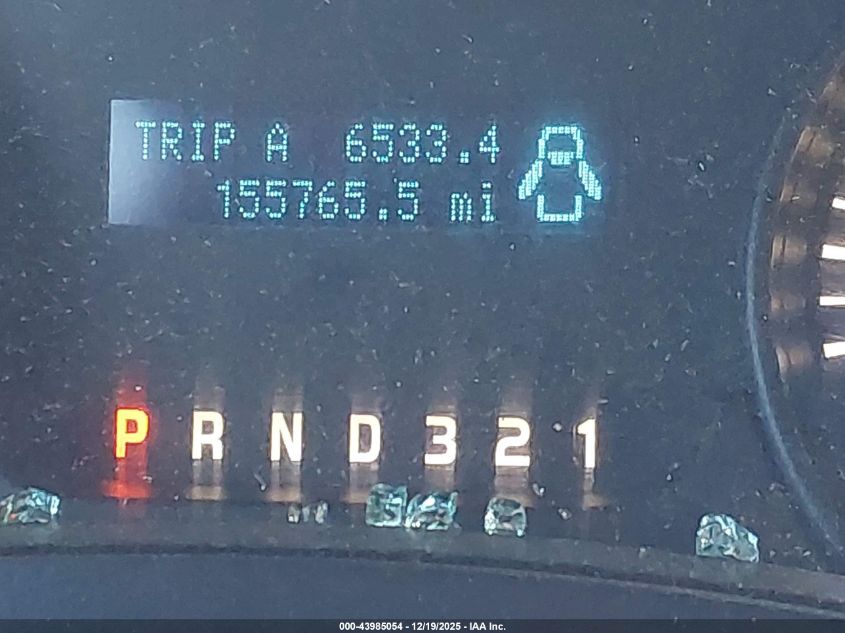 TRIP A 6533.4
155765.5 mi
P R N D 3 2 1
000-43985054 - 12/19/2025 - IAA Inc.